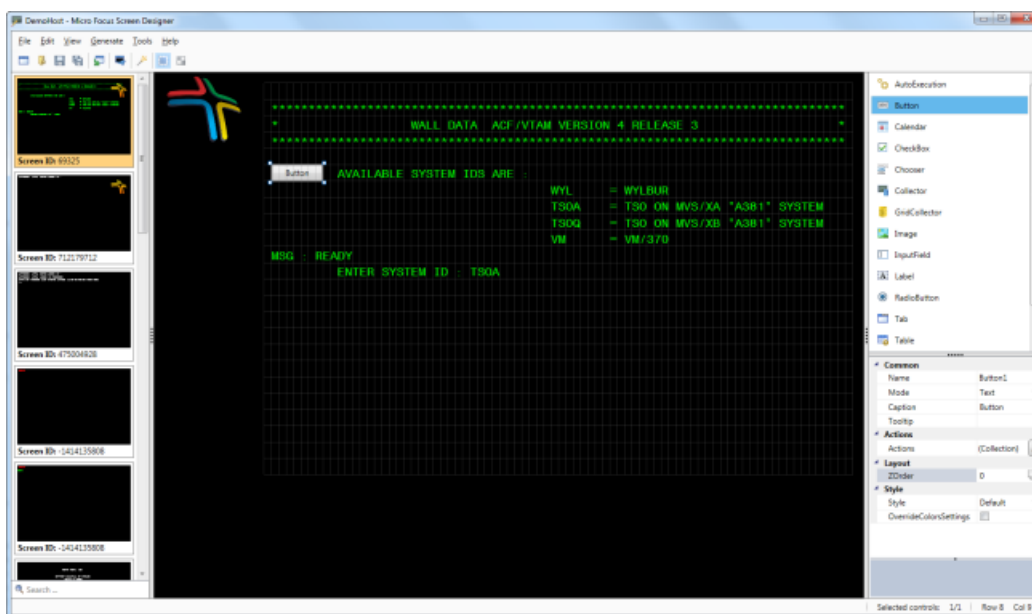 DemoHost - Micro Focus Screen Designer
File Edit View Generate Tools Help
Screen ID: 69325
Screen ID: 712179712
Screen ID: 475004928
Screen ID: -1414135808
Screen ID: -1414135808
Search ...
* WALL DATA ACF/VTAM VERSION 4 RELEASE 3 *
Button AVAILABLE SYSTEM IDS ARE :
WYL = WYLBUR
TSOA = TSO ON MVS/XA "A381" SYSTEM
TSOQ = TSO ON MVS/XB "A381" SYSTEM
VM = VM/370
MSG : READY
ENTER SYSTEM ID : TSOA
AutoExecution
Button
Calendar
CheckBox
Chooser
Collector
GridCollector
Image
InputField
Label
RadioButton
Tab
Table
Common
Name Button1
Mode Text
Caption Button
Tooltip
Actions
Actions (Collection)
Layout
ZOrder 0
Style
Style Default
OverrideColorsSettings
Selected controls: 1/1 Row 8 Col